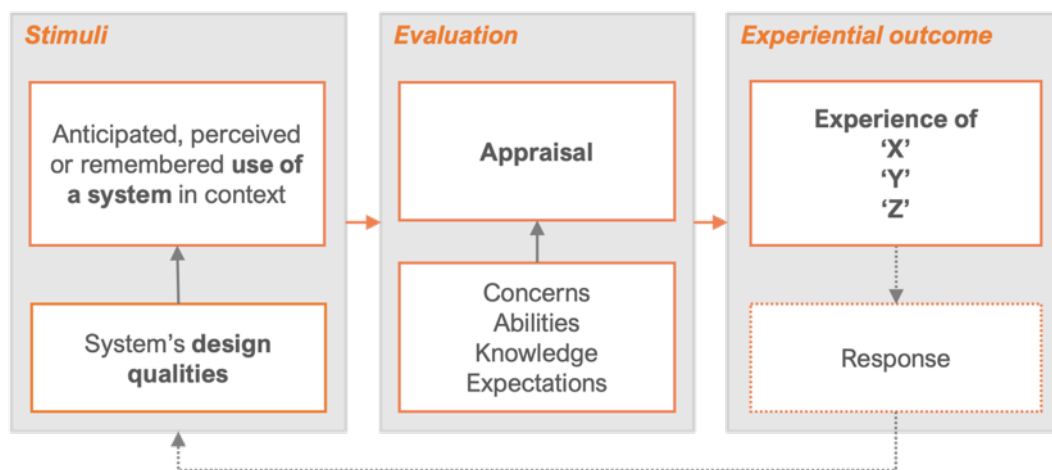 Stimuli
Anticipated, perceived
or remembered use of
a system in context
System’s design
qualities
Evaluation
Appraisal
Concerns
Abilities
Knowledge
Expectations
Experiential outcome
Experience of
‘X’
‘Y’
‘Z’
Response